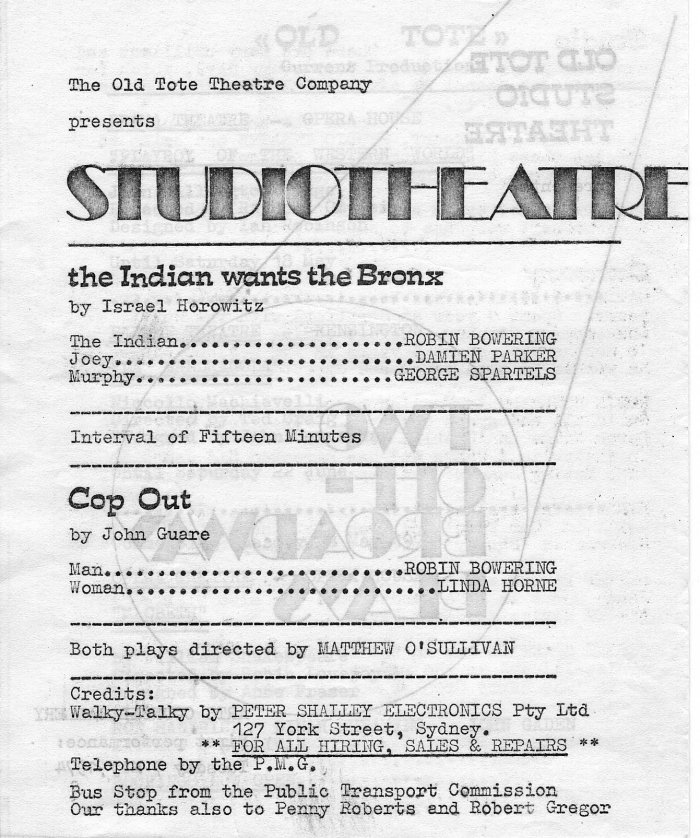 The Old Tote Theatre Company
presents
STUDIOTHEATRE
the Indian wants the Bronx
by Israel Horowitz
The Indian......................ROBIN BOWERING
Joey..............................DAMIEN PARKER
Murphy.........................GEORGE SPARTELS
Interval of Fifteen Minutes
Cop Out
by John Guare
Man..............................ROBIN BOWERING
Woman..............................LINDA HORNE
Both plays directed by MATTHEW O'SULLIVAN
Credits:
Walky-Talky by PETER SHALLEY ELECTRONICS Pty Ltd
127 York Street, Sydney.
** FOR ALL HIRING, SALES & REPAIRS **
Telephone by the P.M.G.
Bus Stop from the Public Transport Commission
Our thanks also to Penny Roberts and Robert Gregor